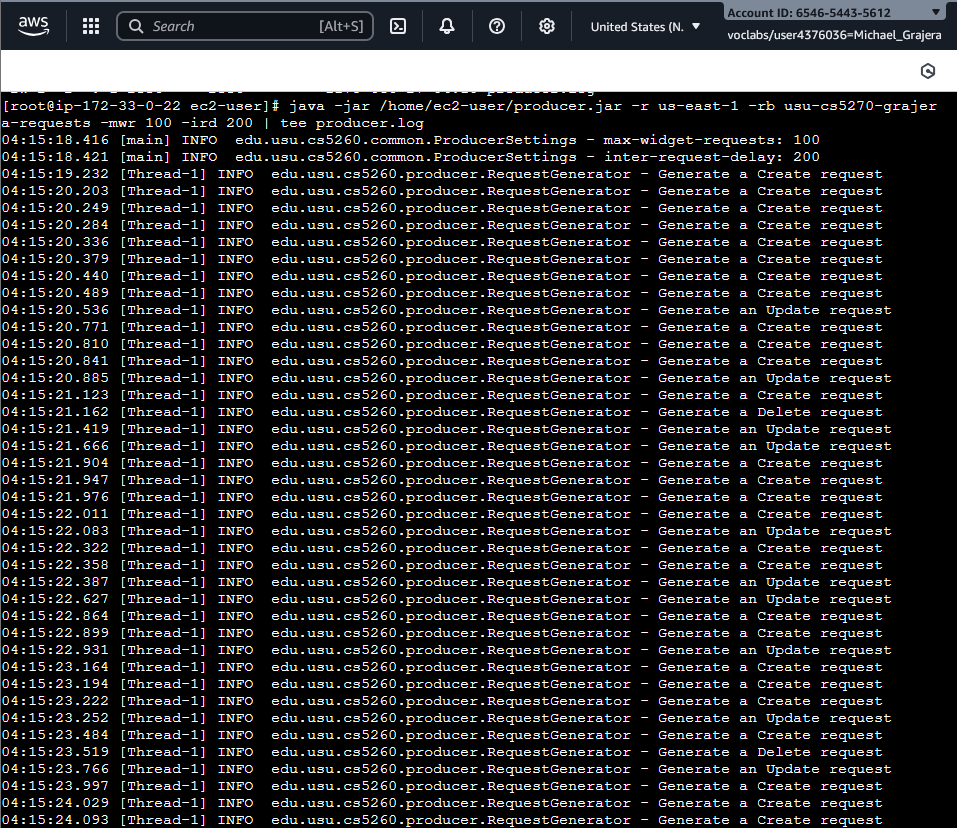 aws
Search [Alt+S]
United States (N.
Account ID: 6546-5443-5612
voclabs/user4376036=Michael_Grajera
[root@ip-172-33-0-22 ec2-user]# java -jar /home/ec2-user/producer.jar -r us-east-1 -rb usu-cs5270-grajer
a-requests -mwr 100 -ird 200 | tee producer.log
04:15:18.416 [main] INFO  edu.usu.cs5260.common.ProducerSettings - max-widget-requests: 100
04:15:18.421 [main] INFO  edu.usu.cs5260.common.ProducerSettings - inter-request-delay: 200
04:15:19.232 [Thread-1] INFO  edu.usu.cs5260.producer.RequestGenerator - Generate a Create request
04:15:20.203 [Thread-1] INFO  edu.usu.cs5260.producer.RequestGenerator - Generate a Create request
04:15:20.249 [Thread-1] INFO  edu.usu.cs5260.producer.RequestGenerator - Generate a Create request
04:15:20.284 [Thread-1] INFO  edu.usu.cs5260.producer.RequestGenerator - Generate a Create request
04:15:20.336 [Thread-1] INFO  edu.usu.cs5260.producer.RequestGenerator - Generate a Create request
04:15:20.379 [Thread-1] INFO  edu.usu.cs5260.producer.RequestGenerator - Generate a Create request
04:15:20.440 [Thread-1] INFO  edu.usu.cs5260.producer.RequestGenerator - Generate a Create request
04:15:20.489 [Thread-1] INFO  edu.usu.cs5260.producer.RequestGenerator - Generate a Create request
04:15:20.536 [Thread-1] INFO  edu.usu.cs5260.producer.RequestGenerator - Generate an Update request
04:15:20.771 [Thread-1] INFO  edu.usu.cs5260.producer.RequestGenerator - Generate a Create request
04:15:20.810 [Thread-1] INFO  edu.usu.cs5260.producer.RequestGenerator - Generate a Create request
04:15:20.841 [Thread-1] INFO  edu.usu.cs5260.producer.RequestGenerator - Generate a Create request
04:15:20.885 [Thread-1] INFO  edu.usu.cs5260.producer.RequestGenerator - Generate an Update request
04:15:21.123 [Thread-1] INFO  edu.usu.cs5260.producer.RequestGenerator - Generate a Create request
04:15:21.162 [Thread-1] INFO  edu.usu.cs5260.producer.RequestGenerator - Generate a Delete request
04:15:21.419 [Thread-1] INFO  edu.usu.cs5260.producer.RequestGenerator - Generate an Update request
04:15:21.666 [Thread-1] INFO  edu.usu.cs5260.producer.RequestGenerator - Generate an Update request
04:15:21.904 [Thread-1] INFO  edu.usu.cs5260.producer.RequestGenerator - Generate a Create request
04:15:21.947 [Thread-1] INFO  edu.usu.cs5260.producer.RequestGenerator - Generate a Create request
04:15:21.976 [Thread-1] INFO  edu.usu.cs5260.producer.RequestGenerator - Generate a Create request
04:15:22.011 [Thread-1] INFO  edu.usu.cs5260.producer.RequestGenerator - Generate a Create request
04:15:22.083 [Thread-1] INFO  edu.usu.cs5260.producer.RequestGenerator - Generate an Update request
04:15:22.322 [Thread-1] INFO  edu.usu.cs5260.producer.RequestGenerator - Generate a Create request
04:15:22.358 [Thread-1] INFO  edu.usu.cs5260.producer.RequestGenerator - Generate a Create request
04:15:22.387 [Thread-1] INFO  edu.usu.cs5260.producer.RequestGenerator - Generate an Update request
04:15:22.627 [Thread-1] INFO  edu.usu.cs5260.producer.RequestGenerator - Generate an Update request
04:15:22.864 [Thread-1] INFO  edu.usu.cs5260.producer.RequestGenerator - Generate a Create request
04:15:22.899 [Thread-1] INFO  edu.usu.cs5260.producer.RequestGenerator - Generate a Create request
04:15:22.931 [Thread-1] INFO  edu.usu.cs5260.producer.RequestGenerator - Generate an Update request
04:15:23.164 [Thread-1] INFO  edu.usu.cs5260.producer.RequestGenerator - Generate a Create request
04:15:23.194 [Thread-1] INFO  edu.usu.cs5260.producer.RequestGenerator - Generate a Create request
04:15:23.222 [Thread-1] INFO  edu.usu.cs5260.producer.RequestGenerator - Generate a Create request
04:15:23.252 [Thread-1] INFO  edu.usu.cs5260.producer.RequestGenerator - Generate an Update request
04:15:23.484 [Thread-1] INFO  edu.usu.cs5260.producer.RequestGenerator - Generate a Create request
04:15:23.519 [Thread-1] INFO  edu.usu.cs5260.producer.RequestGenerator - Generate a Delete request
04:15:23.766 [Thread-1] INFO  edu.usu.cs5260.producer.RequestGenerator - Generate an Update request
04:15:23.997 [Thread-1] INFO  edu.usu.cs5260.producer.RequestGenerator - Generate a Create request
04:15:24.029 [Thread-1] INFO  edu.usu.cs5260.producer.RequestGenerator - Generate a Create request
04:15:24.093 [Thread-1] INFO  edu.usu.cs5260.producer.RequestGenerator - Generate a Create request